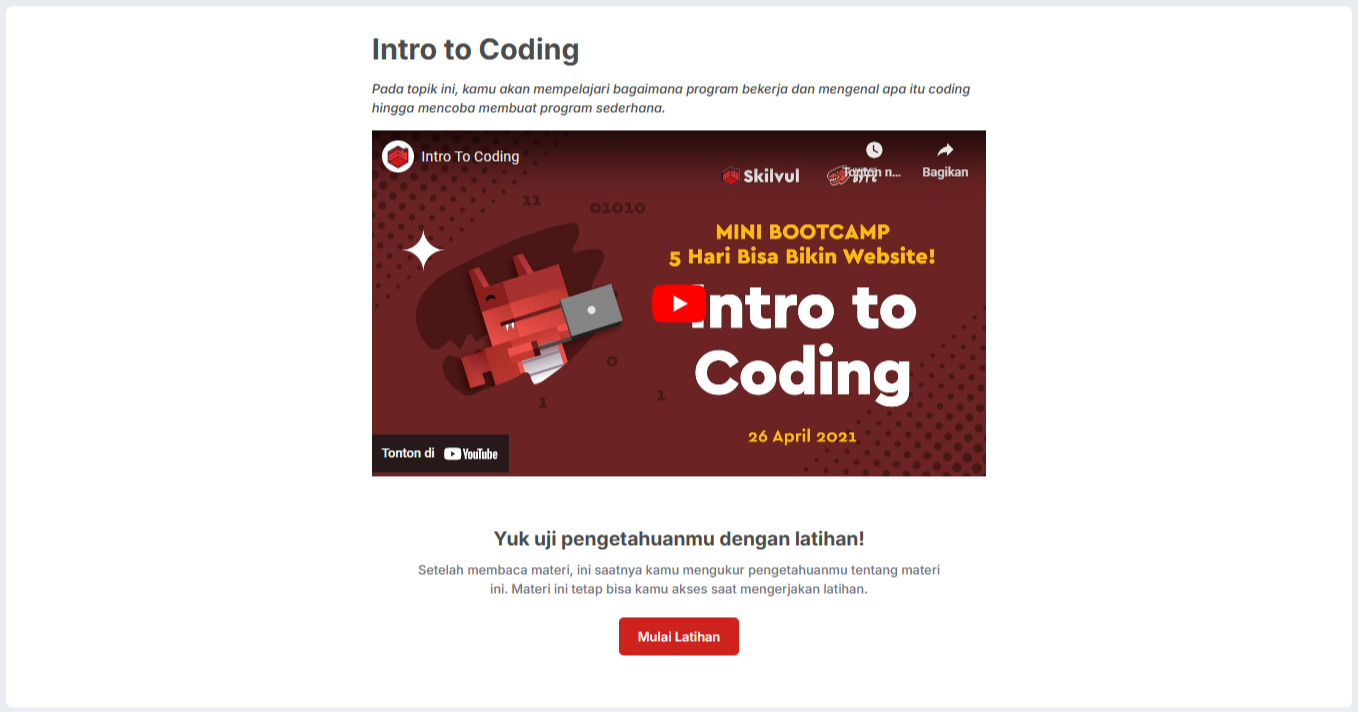 Intro to Coding
Pada topik ini, kamu akan mempelajari bagaimana program bekerja dan mengenal apa itu coding
hingga mencoba membuat program sederhana.
Intro To Coding
Skilvul
n...
Bagikan
11
01010
MINI BOOTCAMP
5 Hari Bisa Bikin Website!
Intro to
Coding
0
1
1
26 April 2021
Tonton di YouTube
Yuk uji pengetahuanmu dengan latihan!
Setelah membaca materi, ini saatnya kamu mengukur pengetahuanmu tentang materi
ini. Materi ini tetap bisa kamu akses saat mengerjakan latihan.
Mulai Latihan